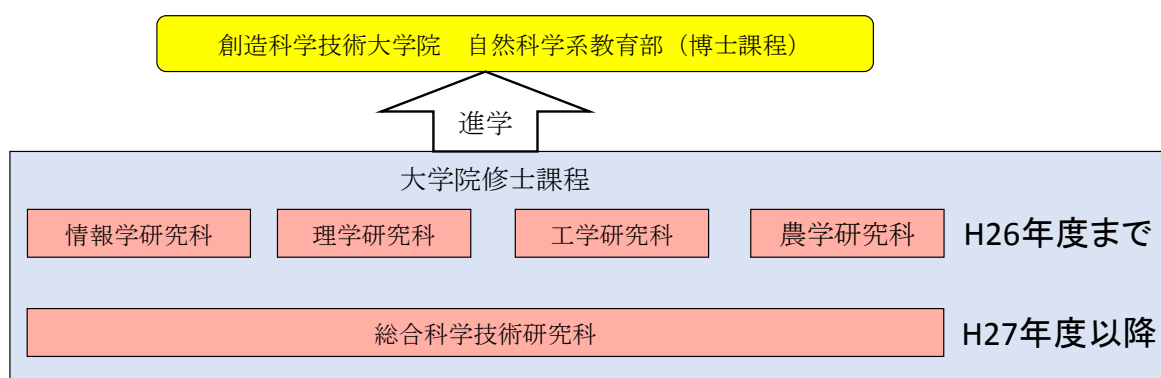 創造科学技術大学院　自然科学系教育部（博士課程）
進学
大学院修士課程
情報学研究科 理学研究科 工学研究科 農学研究科 H26年度まで
総合科学技術研究科 H27年度以降